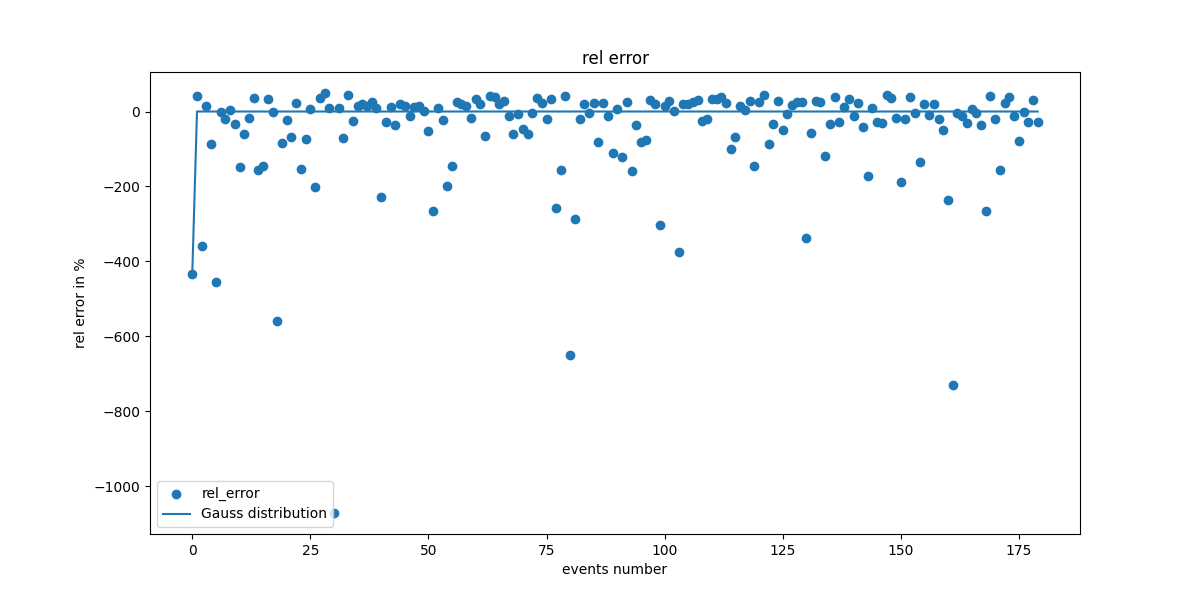 rel error
rel error in %
0
−200
−400
−600
−800
−1000
rel_error
Gauss distribution
0 25 50 75 100 125 150 175
events number